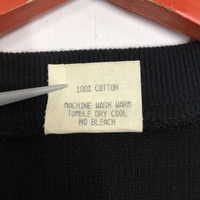 100% COTTON
MACHINE WASH WARM
TUMBLE DRY COOL
NO BLEACH